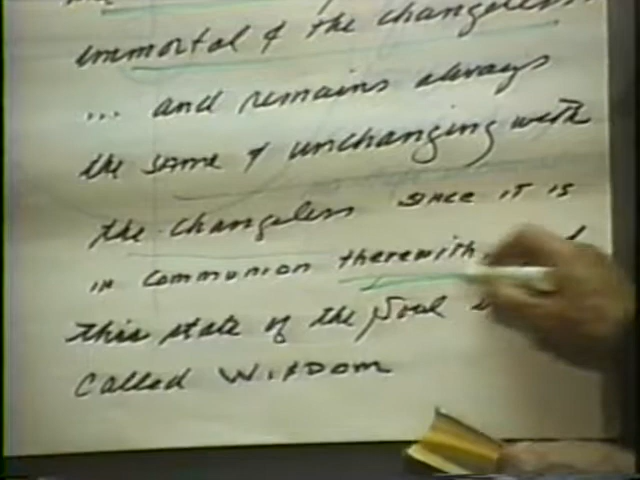 immortal & the changeless
... and remains always
the same & unchanging with
the changeless since it is
in communion therewith,
this state of the soul
called WISDOM